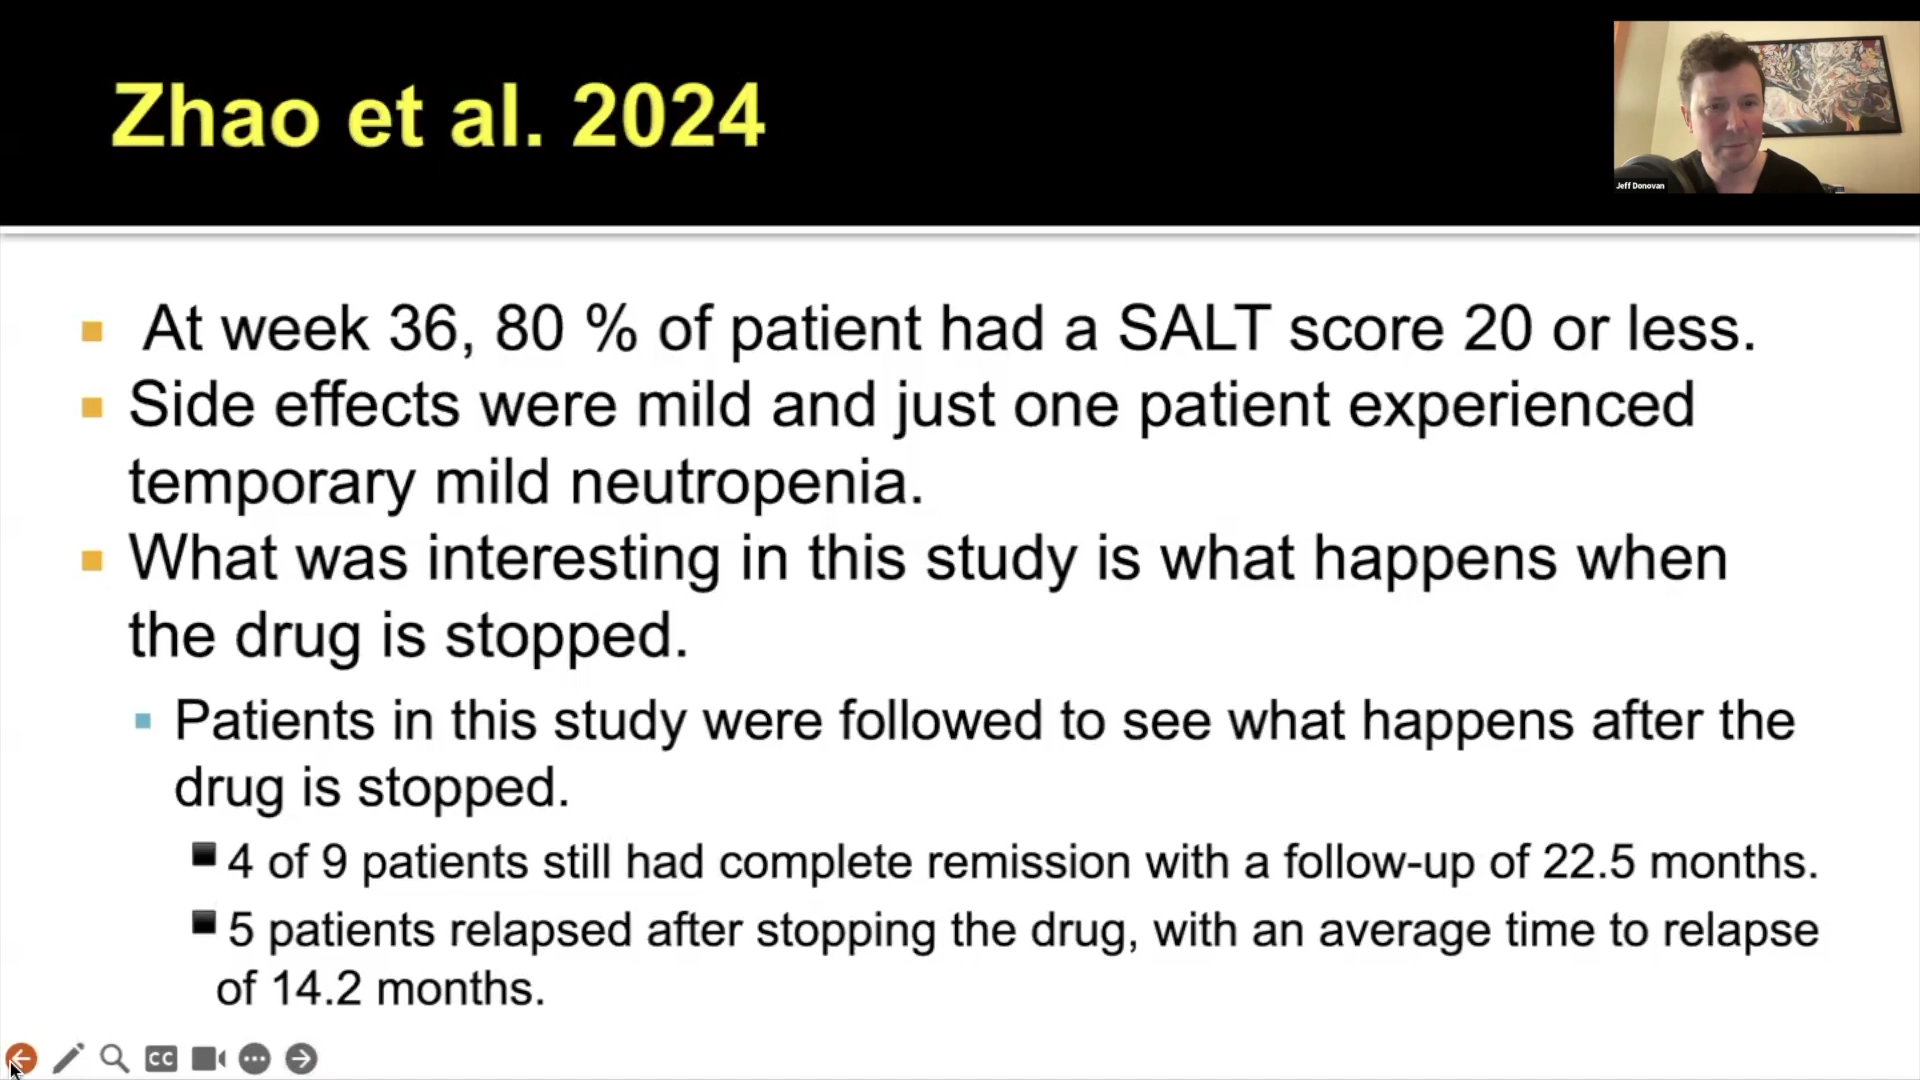 Zhao et al. 2024
Jeff Donovan
At week 36, 80 % of patient had a SALT score 20 or less.
Side effects were mild and just one patient experienced
temporary mild neutropenia.
What was interesting in this study is what happens when
the drug is stopped.
Patients in this study were followed to see what happens after the
drug is stopped.
4 of 9 patients still had complete remission with a follow-up of 22.5 months.
5 patients relapsed after stopping the drug, with an average time to relapse
of 14.2 months.
CC